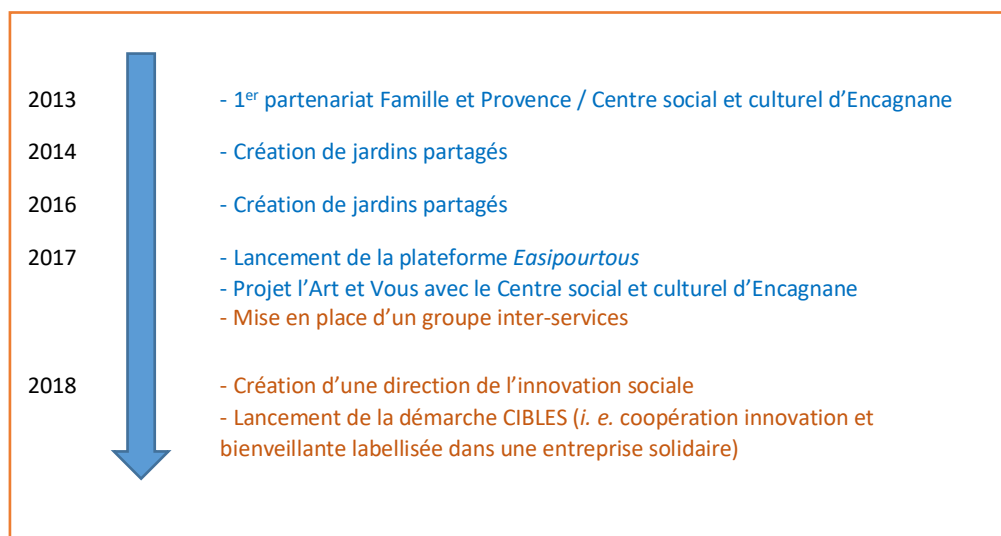 2013 - 1er partenariat Famille et Provence / Centre social et culturel d’Encagnane
2014 - Création de jardins partagés
2016 - Création de jardins partagés
2017 - Lancement de la plateforme Easipourtous
- Projet l’Art et Vous avec le Centre social et culturel d’Encagnane
- Mise en place d’un groupe inter-services
2018 - Création d’une direction de l’innovation sociale
- Lancement de la démarche CIBLES (i. e. coopération innovation et
bienveillante labellisée dans une entreprise solidaire)